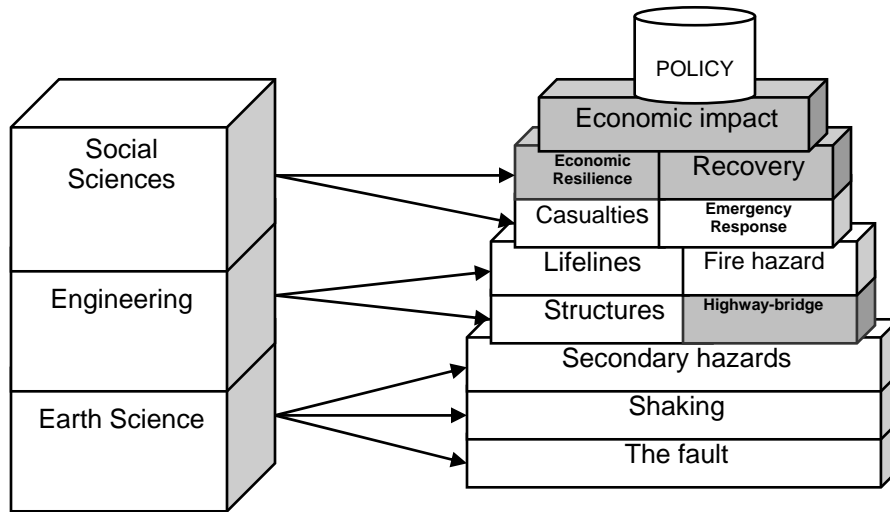 POLICY
Economic impact
Social
Sciences
Economic
Resilience
Recovery
Casualties
Emergency
Response
Engineering
Lifelines
Fire hazard
Structures
Highway-bridge
Earth Science
Secondary hazards
Shaking
The fault